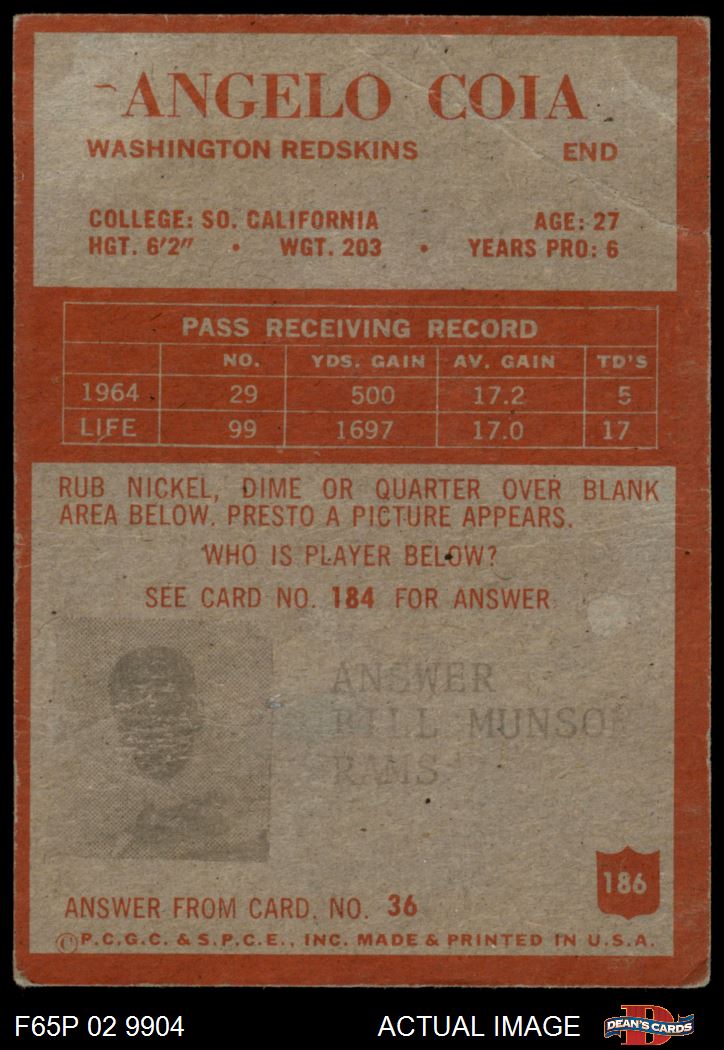 ANGELO COIA
WASHINGTON REDSKINS END
COLLEGE: SO. CALIFORNIA AGE: 27
HGT. 6'2" • WGT. 203 • YEARS PRO: 6
PASS RECEIVING RECORD
NO. YDS. GAIN AV. GAIN TD'S
1964 29 500 17.2 5
LIFE 99 1697 17.0 17
RUB NICKEL, DIME OR QUARTER OVER BLANK
AREA BELOW. PRESTO A PICTURE APPEARS.
WHO IS PLAYER BELOW?
SEE CARD NO. 184 FOR ANSWER
ANSWER
BILL MUNSON
RAMS
186
ANSWER FROM CARD. NO. 36
©P.C.G.C. & S.P.C.E., INC. MADE & PRINTED IN U.S.A.
F65P 02 9904 ACTUAL IMAGE DEAN'S CARDS